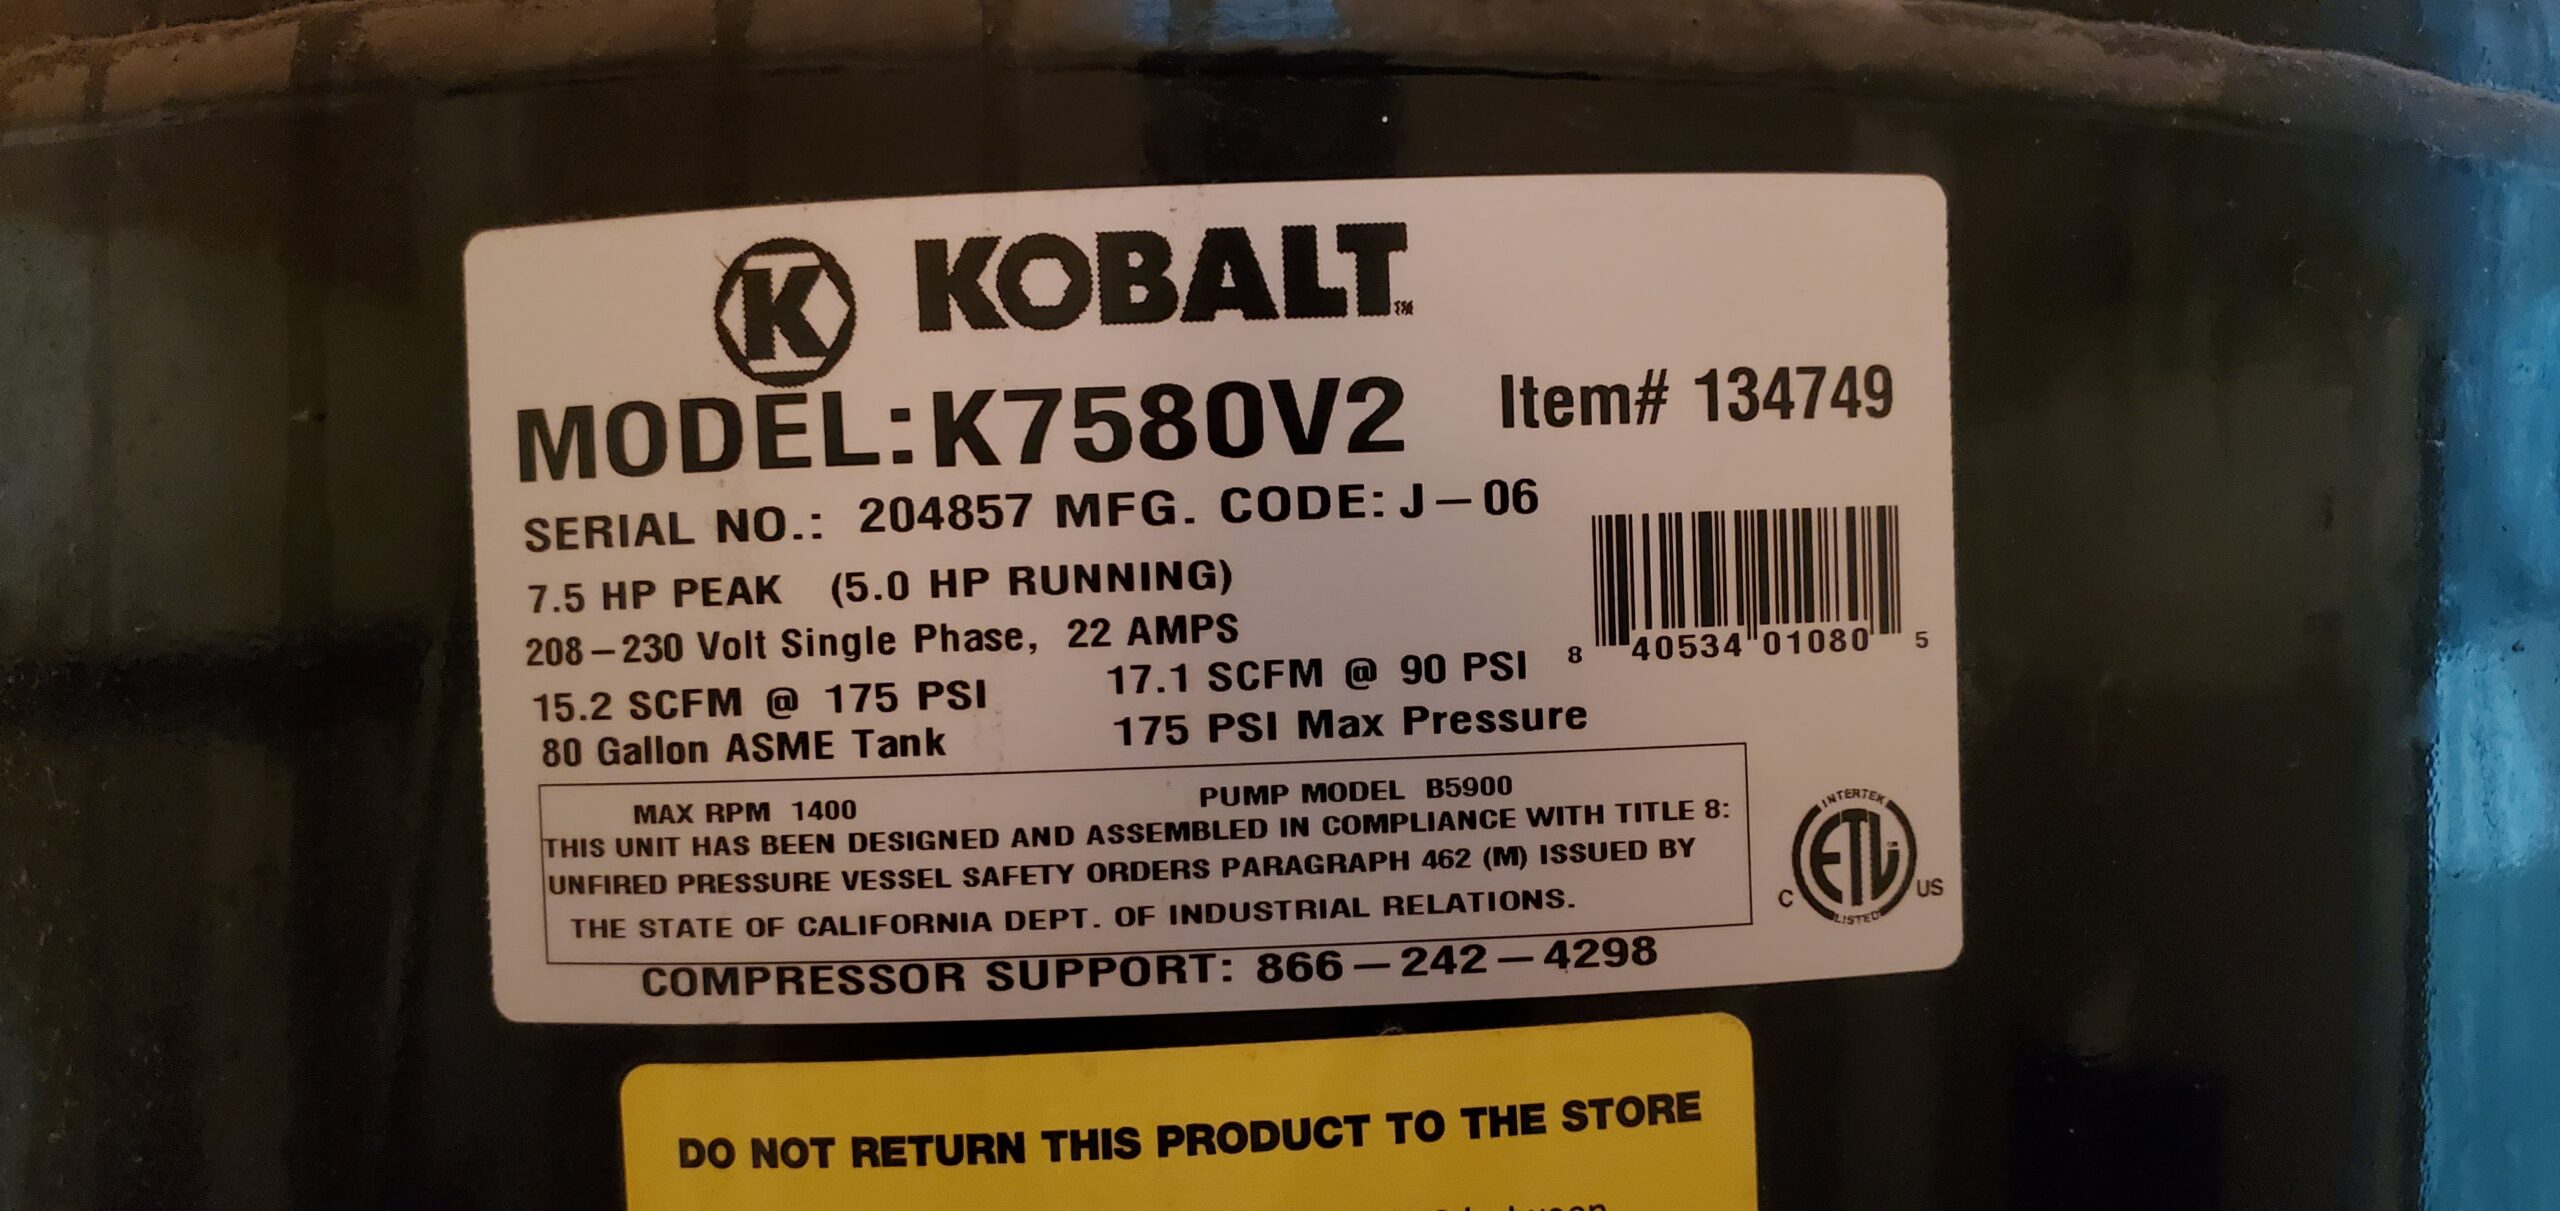 K KOBALT
MODEL: K7580V2 Item# 134749
SERIAL NO.: 204857 MFG. CODE: J-06
7.5 HP PEAK (5.0 HP RUNNING)
208-230 Volt Single Phase, 22 AMPS
15.2 SCFM @ 175 PSI 17.1 SCFM @ 90 PSI
80 Gallon ASME Tank 175 PSI Max Pressure
8 40534 01080 5
MAX RPM 1400 PUMP MODEL B5900
THIS UNIT HAS BEEN DESIGNED AND ASSEMBLED IN COMPLIANCE WITH TITLE 8:
UNFIRED PRESSURE VESSEL SAFETY ORDERS PARAGRAPH 462 (M) ISSUED BY
THE STATE OF CALIFORNIA DEPT. OF INDUSTRIAL RELATIONS.
INTERTEK
C ETL US
LISTED
COMPRESSOR SUPPORT: 866-242-4298
DO NOT RETURN THIS PRODUCT TO THE STORE